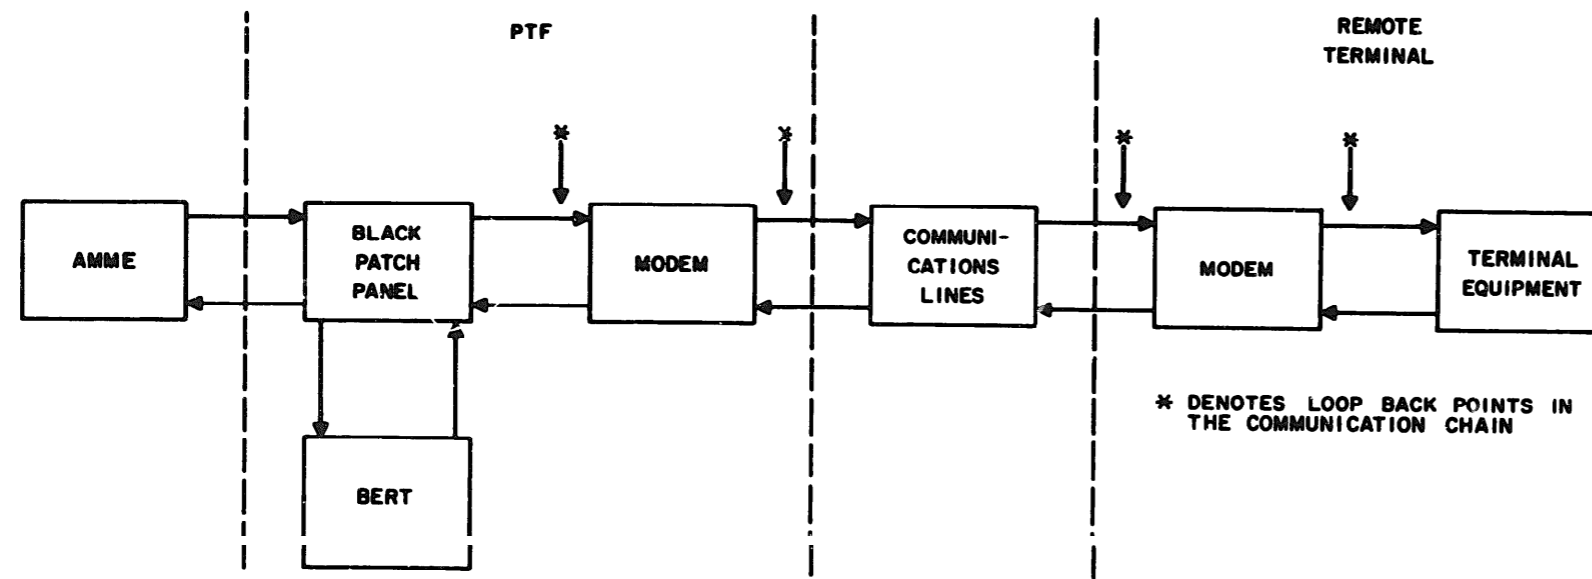 PTF
REMOTE
TERMINAL
*
*
*
*
AMME
BLACK
PATCH
PANEL
MODEM
COMMUNI-
CATIONS
LINES
MODEM
TERMINAL
EQUIPMENT
* DENOTES LOOP BACK POINTS IN
THE COMMUNICATION CHAIN
BERT